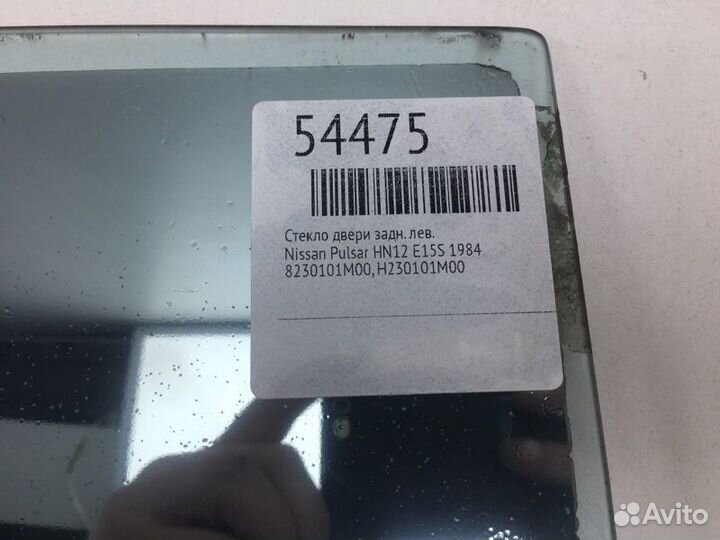 54475
Стекло двери задн. лев.
Nissan Pulsar HN12 E15S 1984
8230101M00, H230101M00
Avito